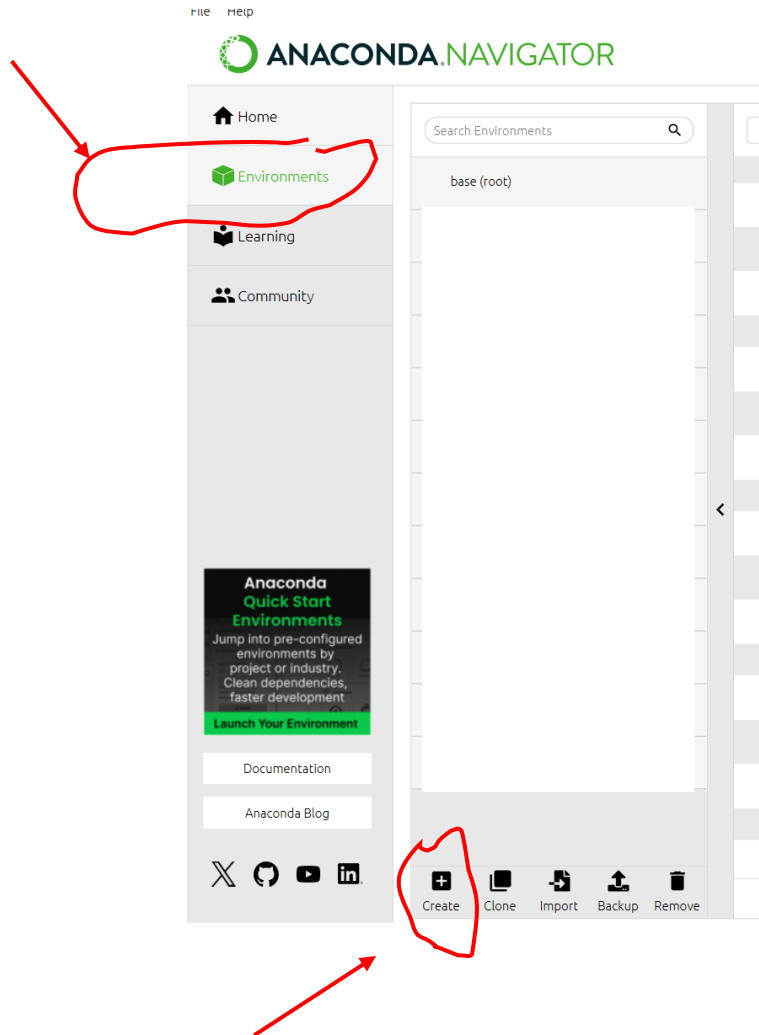 File Help
ANACONDA.NAVIGATOR
Home
Environments
Learning
Community
Search Environments
base (root)
Anaconda
Quick Start
Environments
Jump into pre-configured
environments by
project or industry.
Clean dependencies,
faster development
Launch Your Environment
Documentation
Anaconda Blog
in
Create Clone Import Backup Remove